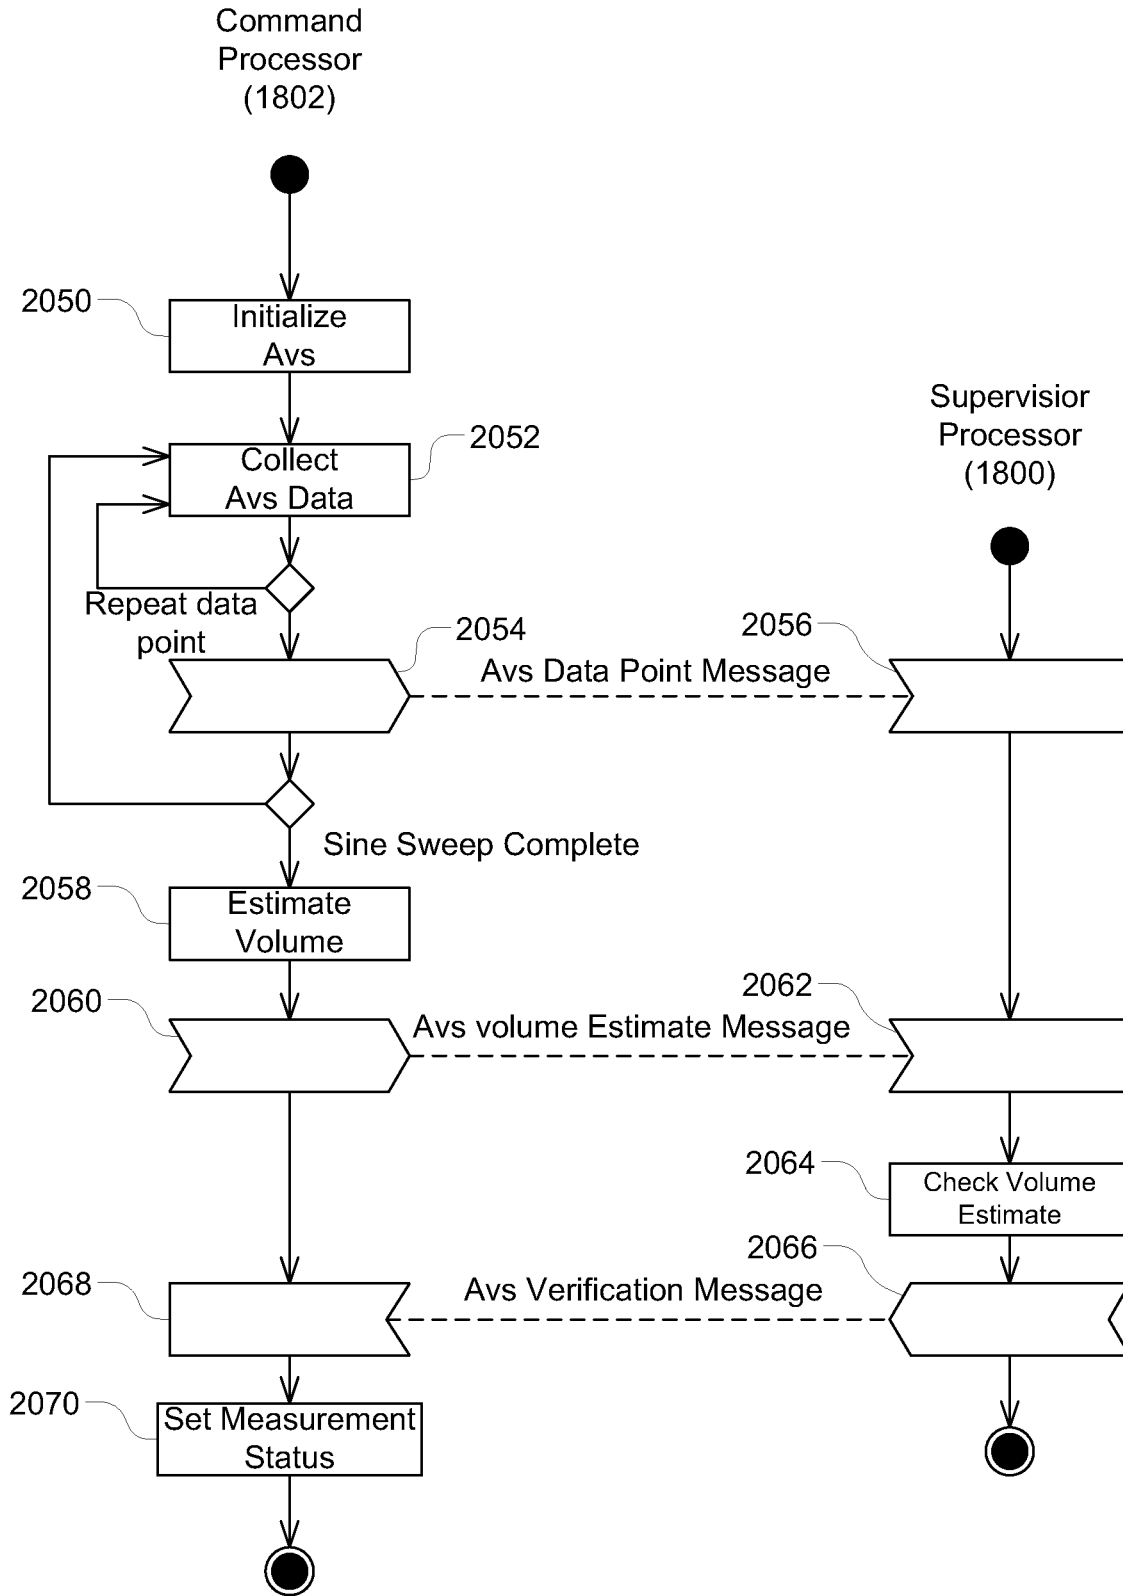 Command
Processor
(1802)
2050
Initialize
Avs
Supervisior
Processor
(1800)
2052
Collect
Avs Data
Repeat data
point
2054
2056
Avs Data Point Message
Sine Sweep Complete
2058
Estimate
Volume
2060
2062
Avs volume Estimate Message
2064
Check Volume
Estimate
2066
2068
Avs Verification Message
2070
Set Measurement
Status